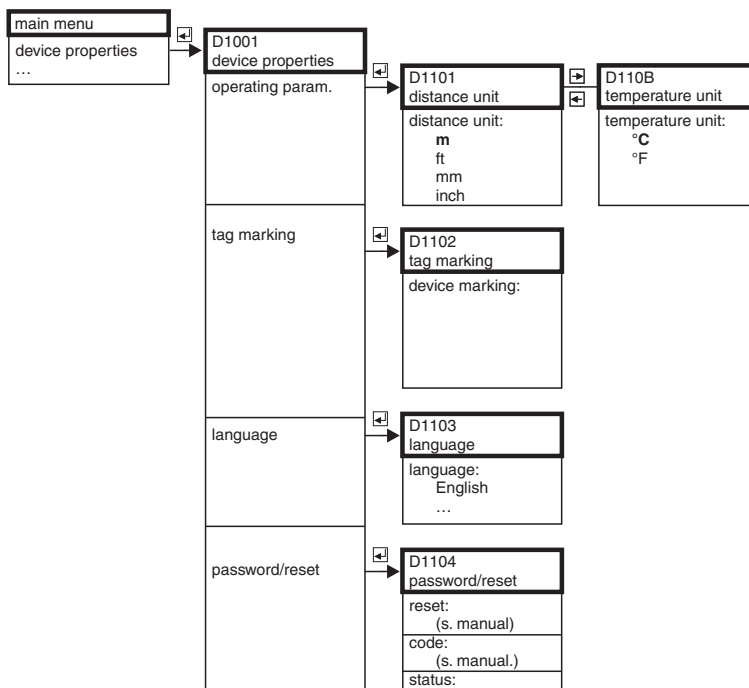 main menu
device properties
…
D1001
device properties
operating param.
D1101
distance unit
distance unit:
m
ft
mm
inch
D110B
temperature unit
temperature unit:
°C
°F
tag marking
D1102
tag marking
device marking:
language
D1103
language
language:
English
…
password/reset
D1104
password/reset
reset:
(s. manual)
code:
(s. manual.)
status: